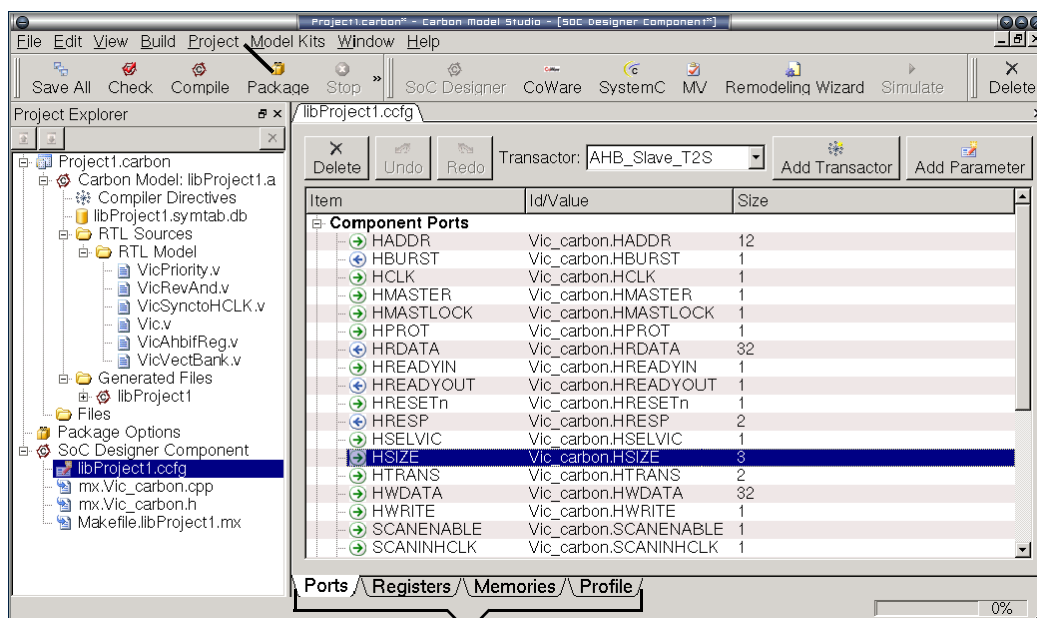 Project1.carbon* - Carbon Model Studio - [SOC Designer Component*]
File Edit View Build Project Model Kits Window Help
Save All Check Compile Package Stop » SoC Designer CoWare SystemC MV Remodeling Wizard Simulate Delete
Project Explorer
libProject1.ccfg
Delete Undo Redo Transactor: AHB_Slave_T2S Add Transactor Add Parameter
Project1.carbon
Carbon Model: libProject1.a
Compiler Directives
libProject1.symtab.db
RTL Sources
RTL Model
VicPriority.v
VicRevAnd.v
VicSynctoHCLK.v
Vic.v
VicAhbifReg.v
VicVectBank.v
Generated Files
libProject1
Files
Package Options
SoC Designer Component
libProject1.ccfg
mx.Vic_carbon.cpp
mx.Vic_carbon.h
Makefile.libProject1.mx
Item Id/Value Size
Component Ports
HADDR Vic_carbon.HADDR 12
HBURST Vic_carbon.HBURST 1
HCLK Vic_carbon.HCLK 1
HMASTER Vic_carbon.HMASTER 1
HMASTLOCK Vic_carbon.HMASTLOCK 1
HPROT Vic_carbon.HPROT 1
HRDATA Vic_carbon.HRDATA 32
HREADYIN Vic_carbon.HREADYIN 1
HREADYOUT Vic_carbon.HREADYOUT 1
HRESETn Vic_carbon.HRESETn 1
HRESP Vic_carbon.HRESP 2
HSELVIC Vic_carbon.HSELVIC 1
HSIZE Vic_carbon.HSIZE 3
HTRANS Vic_carbon.HTRANS 2
HWDATA Vic_carbon.HWDATA 32
HWRITE Vic_carbon.HWRITE 1
SCANENABLE Vic_carbon.SCANENABLE 1
SCANINHCLK Vic_carbon.SCANINHCLK 1
Ports Registers Memories Profile
0%